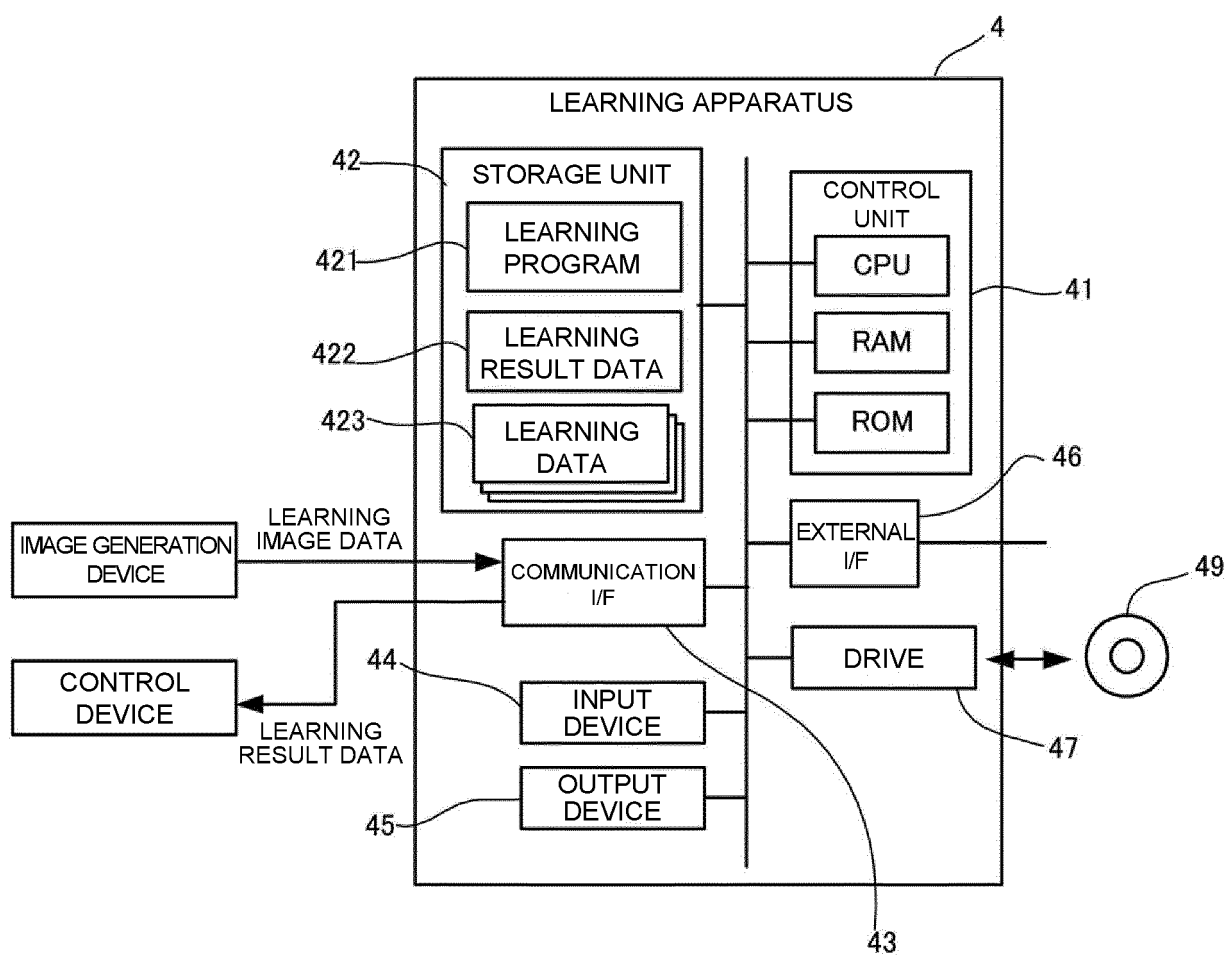 4
LEARNING APPARATUS
42
STORAGE UNIT
421
LEARNING
PROGRAM
422
LEARNING
RESULT DATA
423
LEARNING
DATA
CONTROL
UNIT
CPU
RAM
ROM
41
46
EXTERNAL
I/F
IMAGE GENERATION
DEVICE
LEARNING
IMAGE DATA
COMMUNICATION
I/F
49
DRIVE
47
CONTROL
DEVICE
LEARNING
RESULT DATA
44
INPUT
DEVICE
45
OUTPUT
DEVICE
43